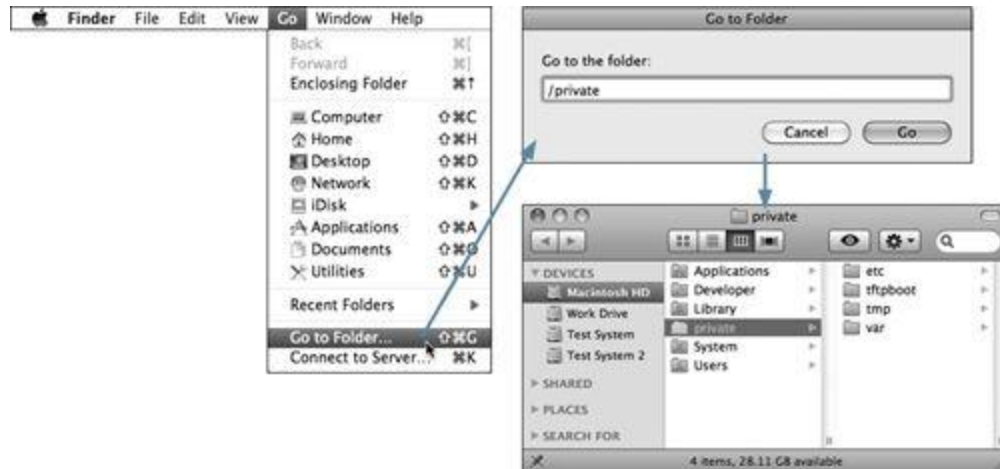 Finder File Edit View Go Window Help
Back ⌘[
Forward ⌘]
Enclosing Folder ⌘↑
Computer ⇧⌘C
Home ⇧⌘H
Desktop ⇧⌘D
Network ⇧⌘K
iDisk
Applications ⇧⌘A
Documents ⇧⌘O
Utilities ⇧⌘U
Recent Folders
Go to Folder... ⇧⌘G
Connect to Server... ⌘K
Go to Folder
Go to the folder:
/private
Cancel Go
private
DEVICES
Macintosh HD
Work Drive
Test System
Test System 2
SHARED
PLACES
SEARCH FOR
Applications
Developer
Library
private
System
Users
etc
tftpboot
tmp
var
4 items, 28.11 GB available